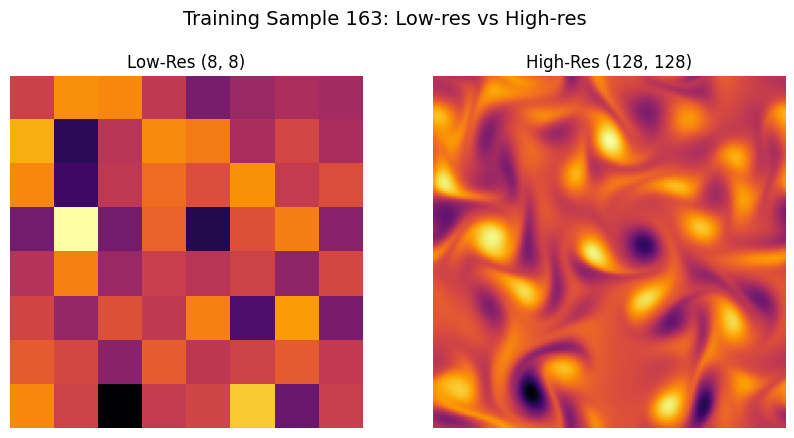 Training Sample 163: Low-res vs High-res
Low-Res (8, 8)
High-Res (128, 128)